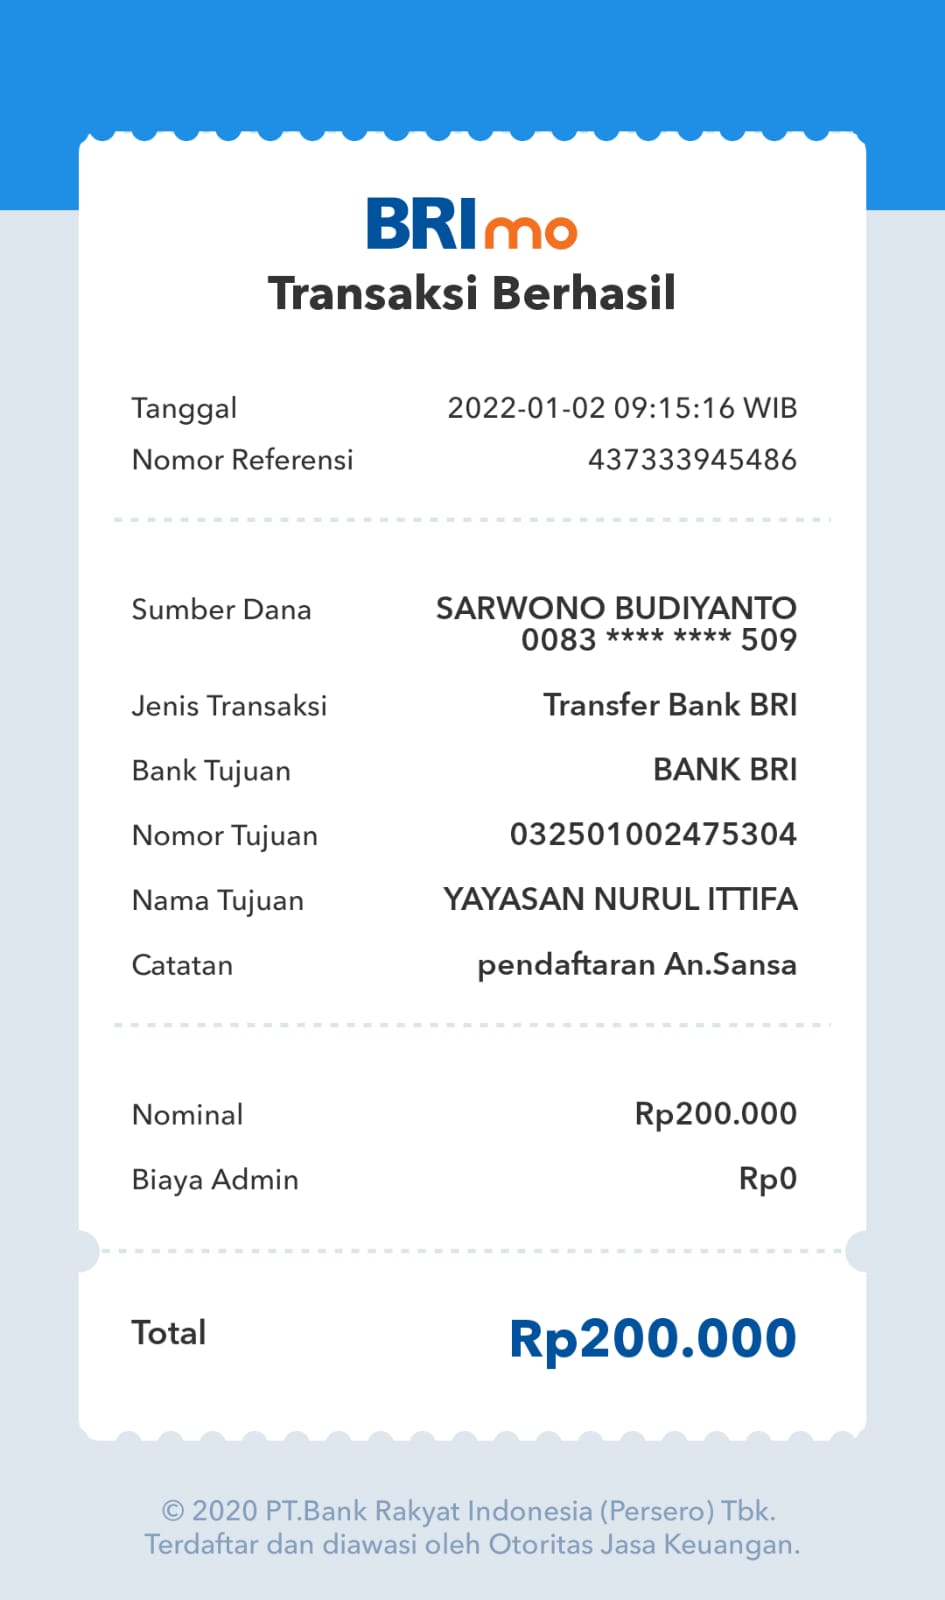 BRImo
Transaksi Berhasil
Tanggal 2022-01-02 09:15:16 WIB
Nomor Referensi 437333945486
Sumber Dana SARWONO BUDIYANTO
0083 **** **** 509
Jenis Transaksi Transfer Bank BRI
Bank Tujuan BANK BRI
Nomor Tujuan 032501002475304
Nama Tujuan YAYASAN NURUL ITTIFA
Catatan pendaftaran An.Sansa
Nominal Rp200.000
Biaya Admin Rp0
Total Rp200.000
© 2020 PT.Bank Rakyat Indonesia (Persero) Tbk.
Terdaftar dan diawasi oleh Otoritas Jasa Keuangan.